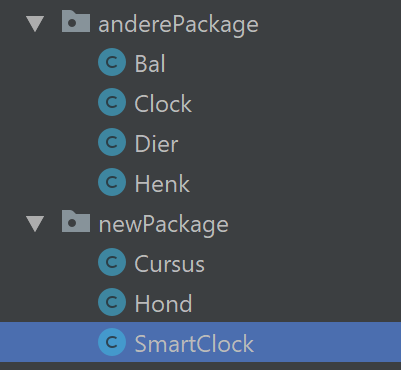 anderePackage
C Bal
C Clock
C Dier
C Henk
newPackage
C Cursus
C Hond
C SmartClock